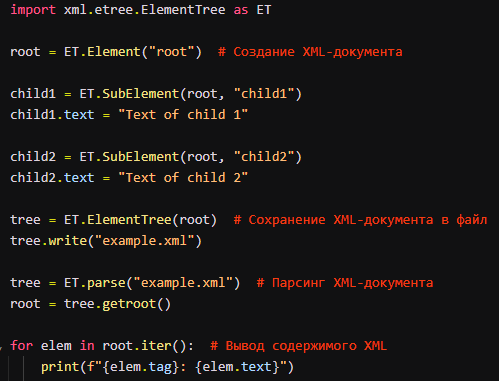 import xml.etree.ElementTree as ET
root = ET.Element("root")  # Создание XML-документа
child1 = ET.SubElement(root, "child1")
child1.text = "Text of child 1"
child2 = ET.SubElement(root, "child2")
child2.text = "Text of child 2"
tree = ET.ElementTree(root)  # Сохранение XML-документа в файл
tree.write("example.xml")
tree = ET.parse("example.xml")  # Парсинг XML-документа
root = tree.getroot()
for elem in root.iter():  # Вывод содержимого XML
    print(f"{elem.tag}: {elem.text}")